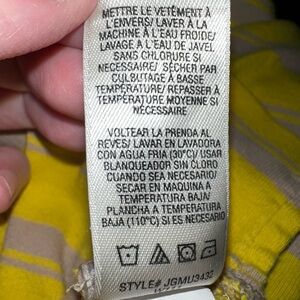 METTRE LE VÊTEMENT À
L'ENVERS/ LAVER À LA
MACHINE À L'EAU FROIDE/
LAVAGE À L'EAU DE JAVEL
SANS CHLORURE SI
NECESSAIRE/ SÉCHER PAR
CULBUTAGE À BASSE
TEMPÉRATURE/ REPASSER À
TEMPÉRATURE MOYENNE SI
NÉCESSAIRE
VOLTEAR LA PRENDA AL
REVES/ LAVAR EN LAVADORA
CON AGUA FRIA (30°C)/ USAR
BLANQUEADOR SIN CLORO
CUANDO SEA NECESARIO/
SECAR EN MAQUINA A
TEMPERATURA BAJA/
PLANCHA A TEMPERATURA
BAJA (110°C) SI ES NECESARIO
STYLE# JGMU3432